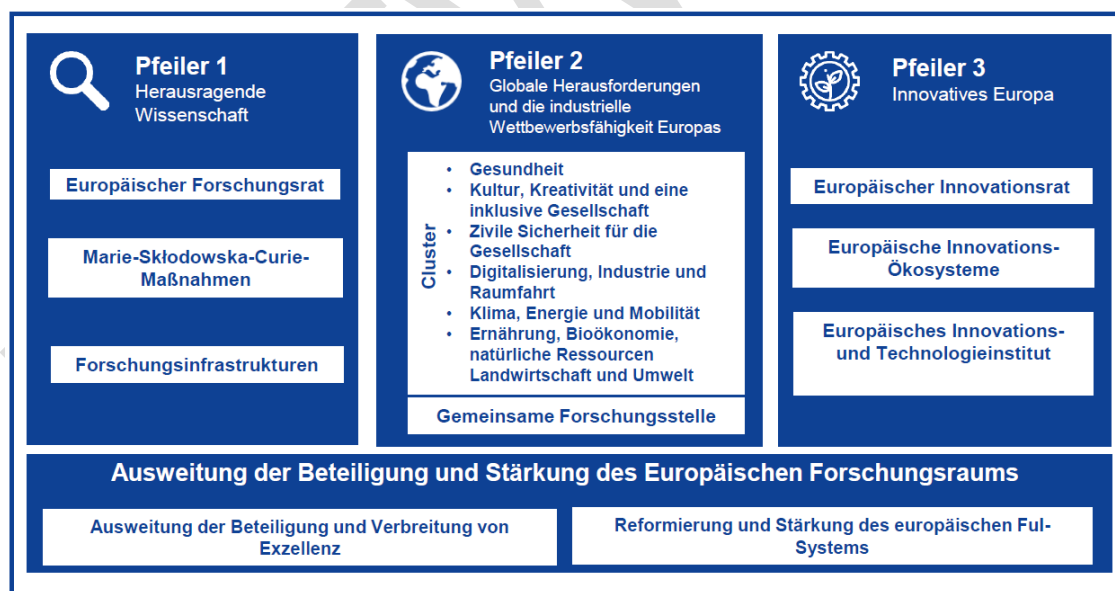 Pfeiler 1
Herausragende
Wissenschaft
Europäischer Forschungsrat
Marie-Skłodowska-Curie-
Maßnahmen
Forschungsinfrastrukturen
Pfeiler 2
Globale Herausforderungen
und die industrielle
Wettbewerbsfähigkeit Europas
Cluster
• Gesundheit
• Kultur, Kreativität und eine
inklusive Gesellschaft
• Zivile Sicherheit für die
Gesellschaft
• Digitalisierung, Industrie und
Raumfahrt
• Klima, Energie und Mobilität
• Ernährung, Bioökonomie,
natürliche Ressourcen
Landwirtschaft und Umwelt
Gemeinsame Forschungsstelle
Pfeiler 3
Innovatives Europa
Europäischer Innovationsrat
Europäische Innovations-
Ökosysteme
Europäisches Innovations-
und Technologieinstitut
Ausweitung der Beteiligung und Stärkung des Europäischen Forschungsraums
Ausweitung der Beteiligung und Verbreitung von
Exzellenz
Reformierung und Stärkung des europäischen FuI-
Systems